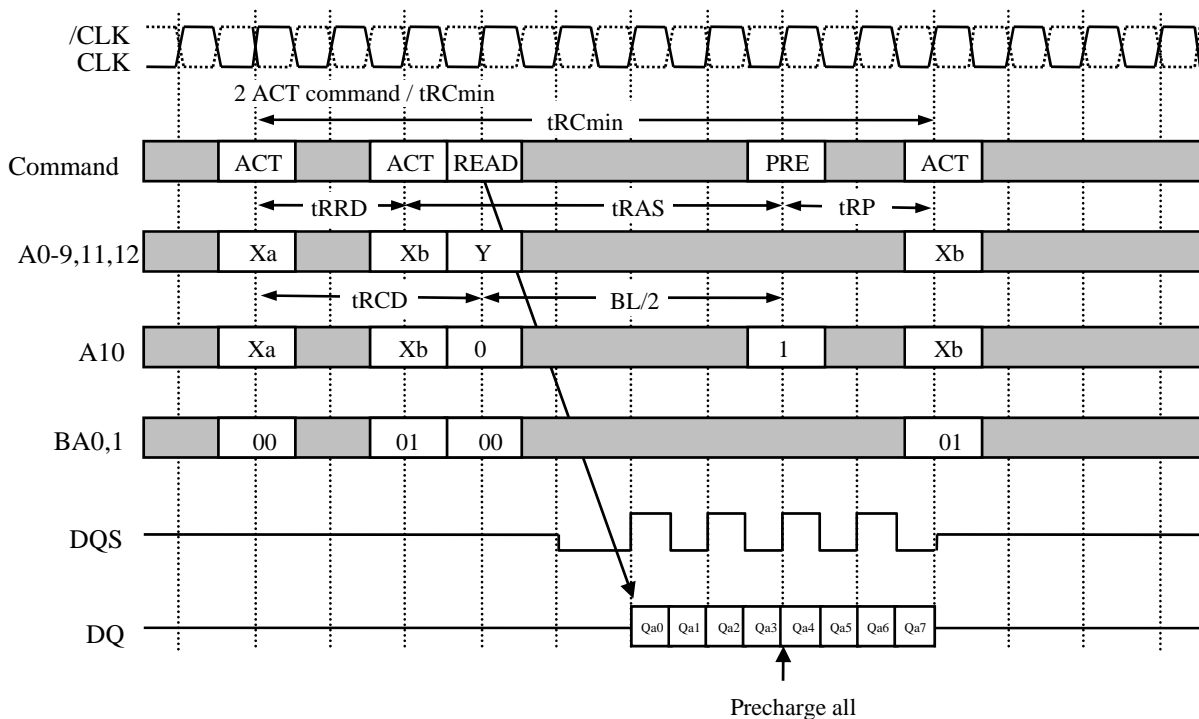 /CLK
CLK
2 ACT command / tRCmin
tRCmin
Command ACT ACT READ PRE ACT
tRRD tRAS tRP
A0-9,11,12 Xa Xb Y Xb
tRCD BL/2
A10 Xa Xb 0 1 Xb
BA0,1 00 01 00 01
DQS
DQ Qa0 Qa1 Qa2 Qa3 Qa4 Qa5 Qa6 Qa7
Precharge all